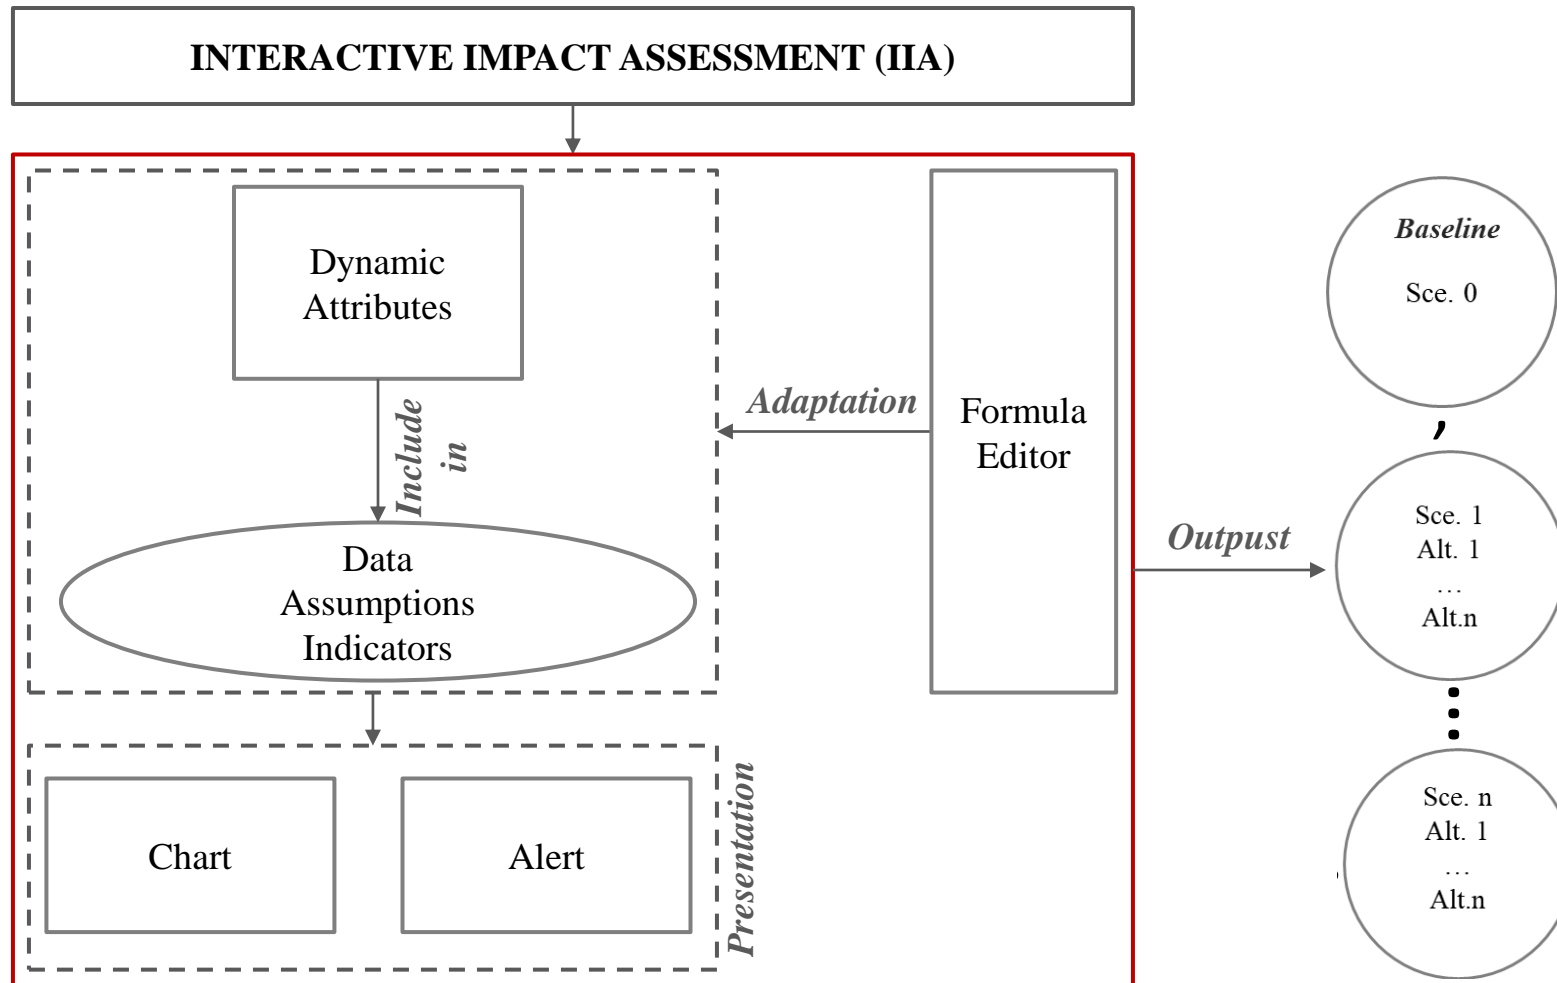 INTERACTIVE IMPACT ASSESSMENT (IIA)
Dynamic
Attributes
Include
in
Data
Assumptions
Indicators
Adaptation
Formula
Editor
Chart
Alert
Presentation
Outpust
Baseline
Sce. 0
,
Sce. 1
Alt. 1
...
Alt.n
Sce. n
Alt. 1
...
Alt.n